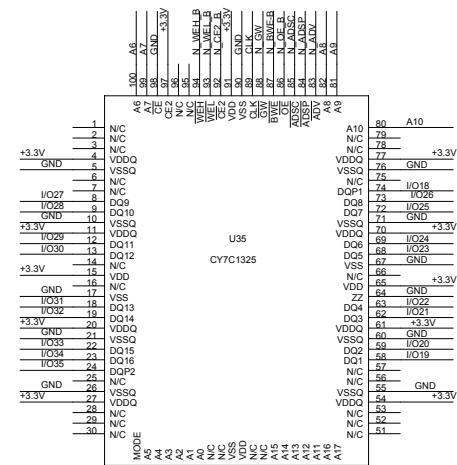 A6 A7 GND +3.3V N_WEH_B N_WEL_B N_CE2_B +3.3V GND CLK N_GW N_BWE-B N_OE_B N_ADSC N_ADSP N_ADV A8 A9
100 99 98 97 96 95 94 93 92 91 90 89 88 87 86 85 84 83 82 81
A6 A7 CE CE2 N/C N/C WEH WEL CE2 VDD VSS CLK GW BWE OE ADSC ADSP ADV A8 A9
1 N/C A10 80 A10
2 N/C N/C 79
3 N/C N/C 78
+3.3V 4 VDDQ VDDQ 77 +3.3V
GND 5 VSSQ VSSQ 76 GND
6 N/C N/C 75
7 N/C DQP1 74 I/O18
I/O27 8 DQ9 DQ8 73 I/O26
I/O28 9 DQ10 DQ7 72 I/O25
GND 10 VSSQ VSSQ 71 GND
+3.3V 11 VDDQ VDDQ 70 +3.3V
I/O29 12 DQ11 DQ6 69 I/O24
I/O30 13 DQ12 DQ5 68 I/O23
U35
CY7C1325
14 N/C VSS 67 GND
+3.3V 15 VDD N/C 66
16 N/C VDD 65 +3.3V
GND 17 VSS ZZ 64 GND
I/O31 18 DQ13 DQ4 63 I/O22
I/O32 19 DQ14 DQ3 62 I/O21
+3.3V 20 VDDQ VDDQ 61 +3.3V
GND 21 VSSQ VSSQ 60 GND
I/O33 22 DQ15 DQ2 59 I/O20
I/O34 23 DQ16 DQ1 58 I/O19
I/O35 24 DQP2 N/C 57
25 N/C N/C 56
GND 26 VSSQ VSSQ 55 GND
+3.3V 27 VDDQ VDDQ 54 +3.3V
28 N/C N/C 53
29 N/C N/C 52
30 N/C N/C 51
MODE A5 A4 A3 A2 A1 A0 N/C N/C VSS VDD N/C N/C A15 A14 A13 A12 A11 A16 A17